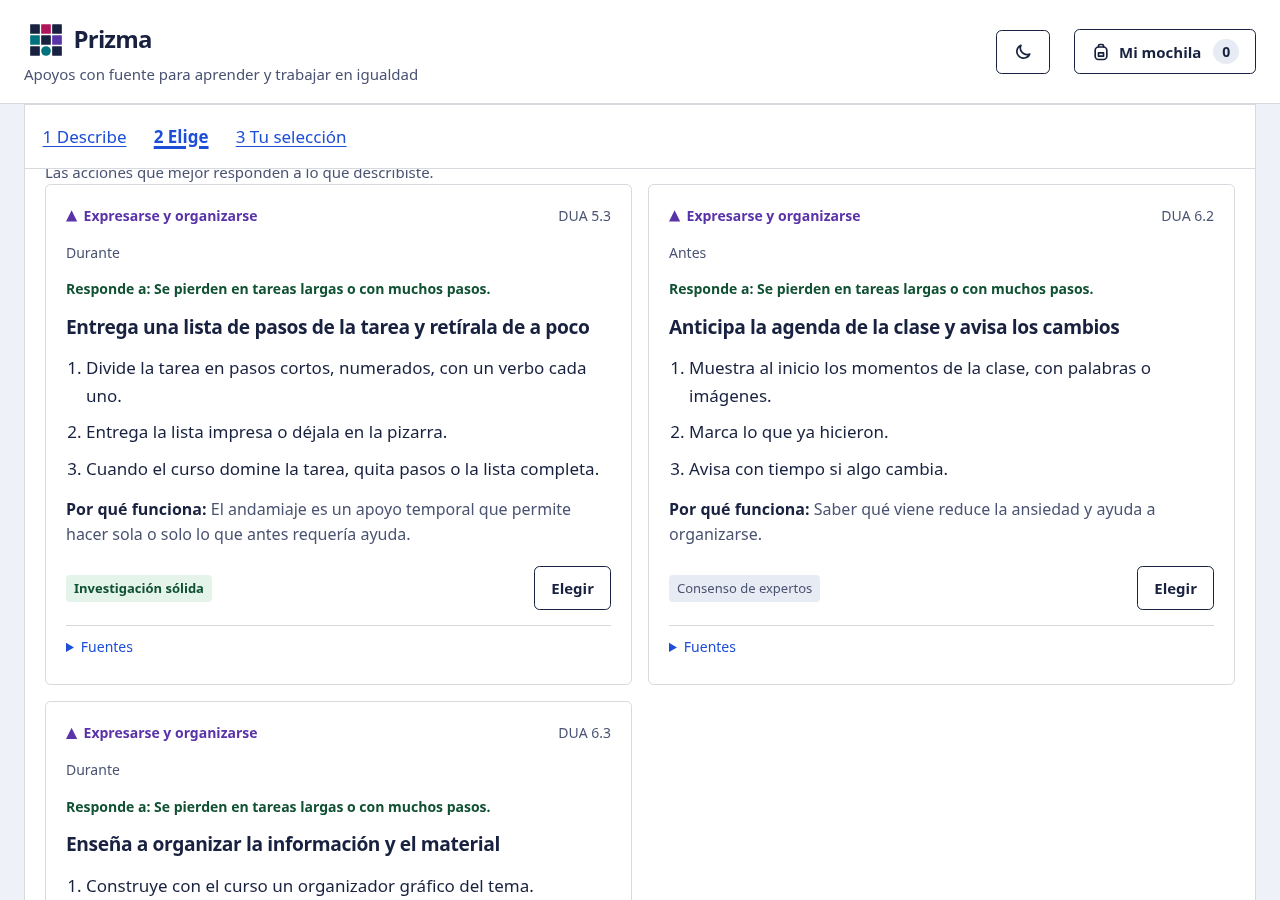 Prizma
Apoyos con fuente para aprender y trabajar en igualdad
Mi mochila 0
1 Describe 2 Elige 3 Tu selección
Las acciones que mejor responden a lo que describiste.
Expresarse y organizarse DUA 5.3
Durante
Responde a: Se pierden en tareas largas o con muchos pasos.
Entrega una lista de pasos de la tarea y retírala de a poco
1. Divide la tarea en pasos cortos, numerados, con un verbo cada
uno.
2. Entrega la lista impresa o déjala en la pizarra.
3. Cuando el curso domine la tarea, quita pasos o la lista completa.
Por qué funciona: El andamiaje es un apoyo temporal que permite
hacer sola o solo lo que antes requería ayuda.
Investigación sólida Elegir
Fuentes
Expresarse y organizarse DUA 6.2
Antes
Responde a: Se pierden en tareas largas o con muchos pasos.
Anticipa la agenda de la clase y avisa los cambios
1. Muestra al inicio los momentos de la clase, con palabras o
imágenes.
2. Marca lo que ya hicieron.
3. Avisa con tiempo si algo cambia.
Por qué funciona: Saber qué viene reduce la ansiedad y ayuda a
organizarse.
Consenso de expertos Elegir
Fuentes
Expresarse y organizarse DUA 6.3
Durante
Responde a: Se pierden en tareas largas o con muchos pasos.
Enseña a organizar la información y el material
1. Construye con el curso un organizador gráfico del tema.